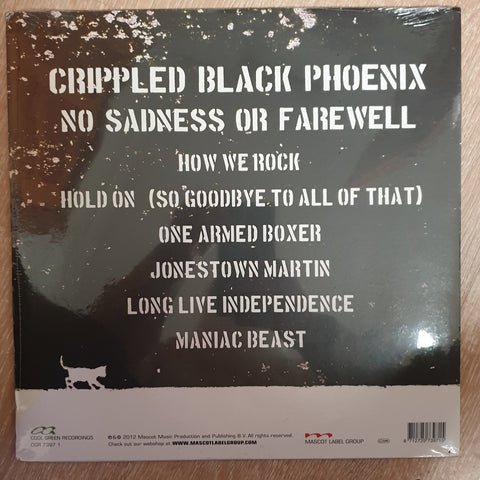 CRIPPLED BLACK PHOENIX
NO SADNESS OR FAREWELL
HOW WE ROCK
HOLD ON (SO GOODBYE TO ALL OF THAT)
ONE ARMED BOXER
JONESTOWN MARTIN
LONG LIVE INDEPENDENCE
MANIAC BEAST
COOL GREEN RECORDINGS
℗&© 2012 Mascot Music Production and Publishing B.V. All rights reserved.
Check out our webshop at WWW.MASCOTLABELGROUP.COM
MASCOT LABEL GROUP